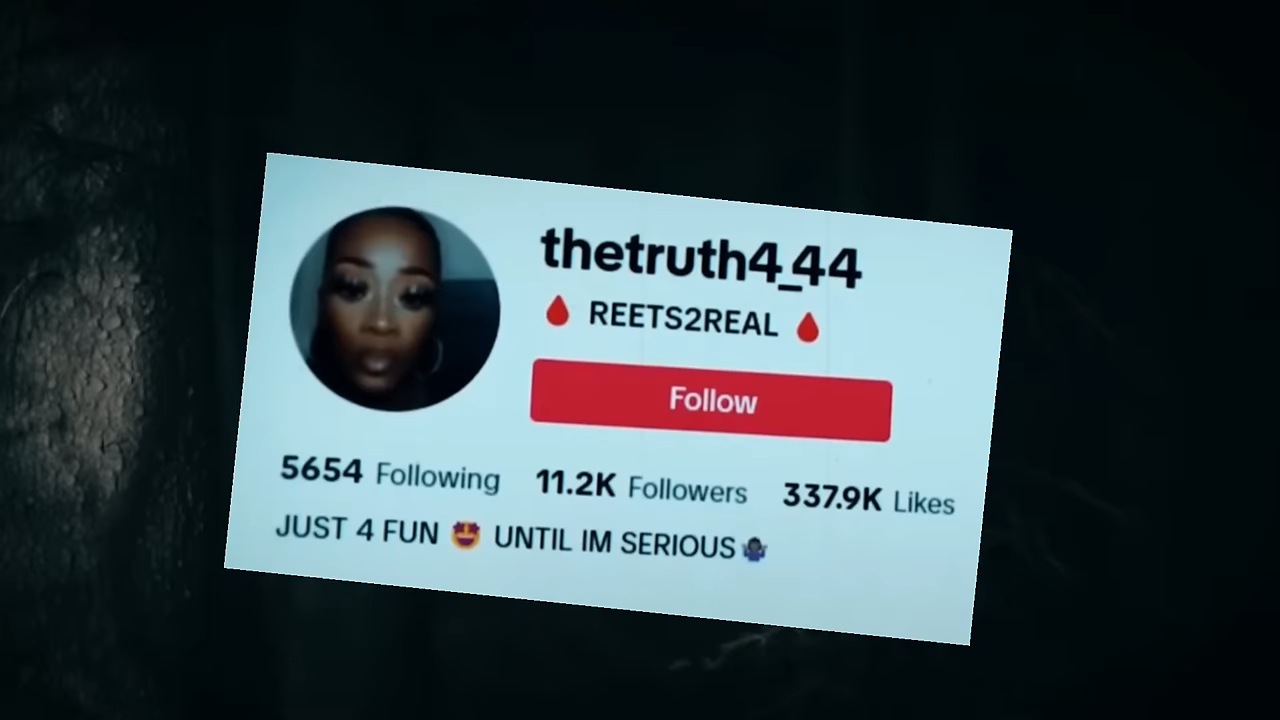 thetruth4_44
🩸 REETS2REAL 🩸
Follow
5654 Following 11.2K Followers 337.9K Likes
JUST 4 FUN 🤩 UNTIL IM SERIOUS🤷🏿‍♀️